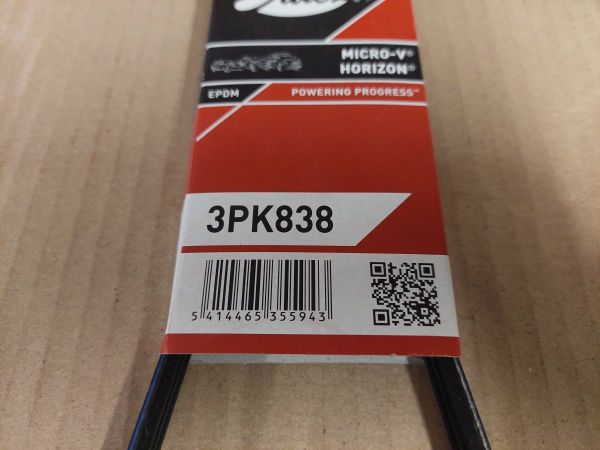 MICRO-V®
HORIZON®
EPDM
POWERING PROGRESS™
3PK838
5 414465 355943